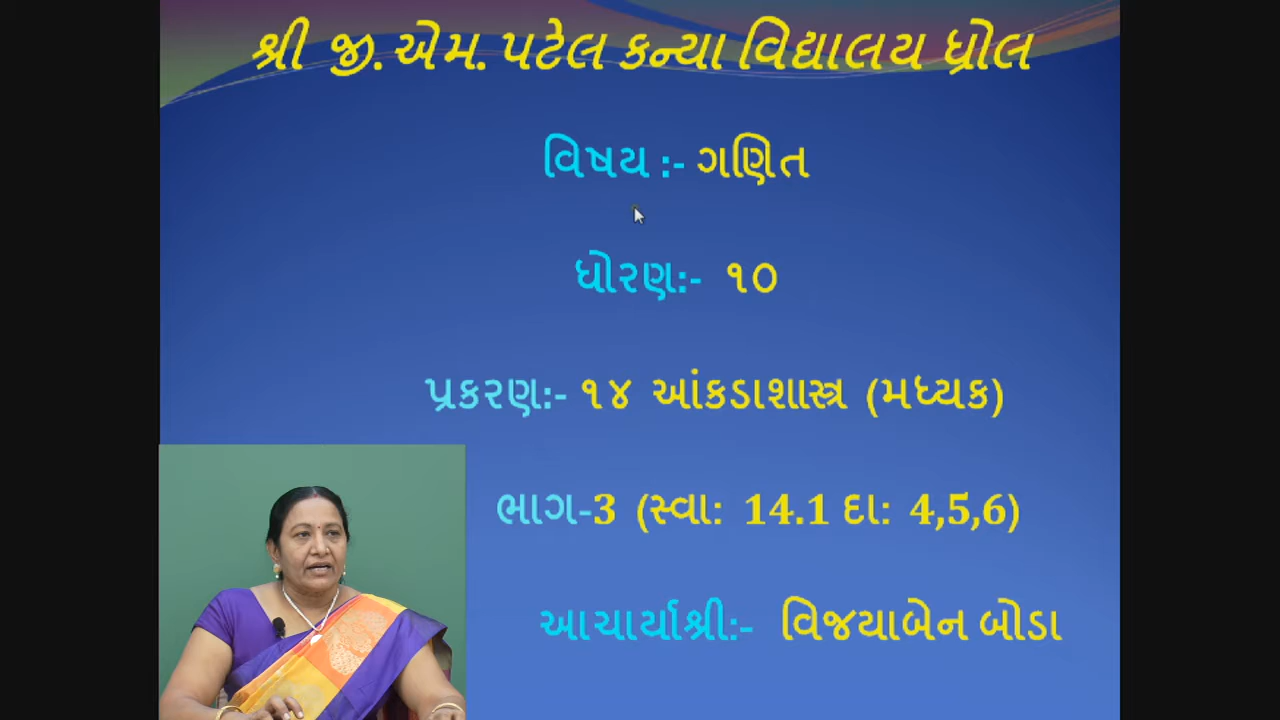 શ્રી જી. એમ. પટેલ કન્યા વિદ્યાલય ધ્રોલ
વિષય :- ગણિત
ધોરણ:- ૧૦
પ્રકરણ:- ૧૪ આંકડાશાસ્ત્ર (મધ્યક)
ભાગ-3 (સ્વા: 14.1 દા: 4,5,6)
આચાર્યાશ્રી:- વિજયાબેન બોડા